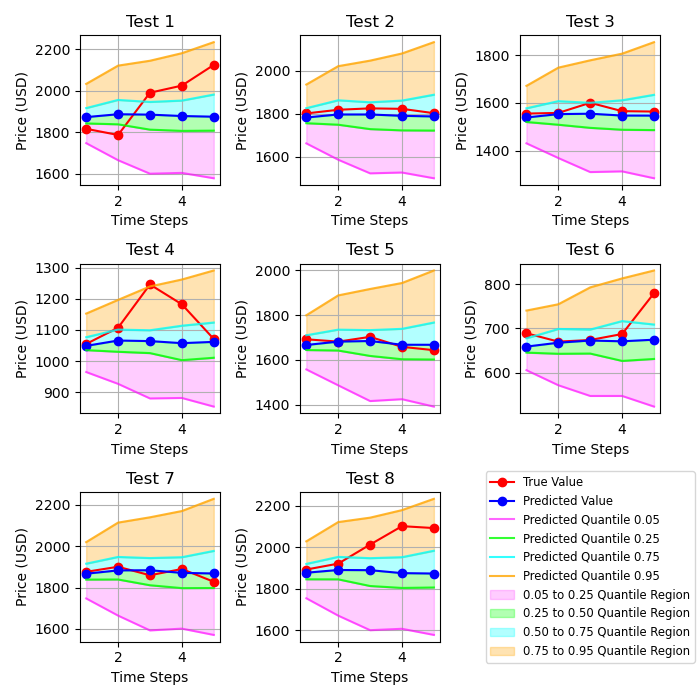 Test 1
Price (USD)
2200
2000
1800
1600
2
4
Time Steps
Test 2
Price (USD)
2000
1800
1600
2
4
Time Steps
Test 3
Price (USD)
1800
1600
1400
2
4
Time Steps
Test 4
Price (USD)
1300
1200
1100
1000
900
2
4
Time Steps
Test 5
Price (USD)
2000
1800
1600
1400
2
4
Time Steps
Test 6
Price (USD)
800
700
600
2
4
Time Steps
Test 7
Price (USD)
2200
2000
1800
1600
2
4
Time Steps
Test 8
Price (USD)
2200
2000
1800
1600
2
4
Time Steps
True Value
Predicted Value
Predicted Quantile 0.05
Predicted Quantile 0.25
Predicted Quantile 0.75
Predicted Quantile 0.95
0.05 to 0.25 Quantile Region
0.25 to 0.50 Quantile Region
0.50 to 0.75 Quantile Region
0.75 to 0.95 Quantile Region